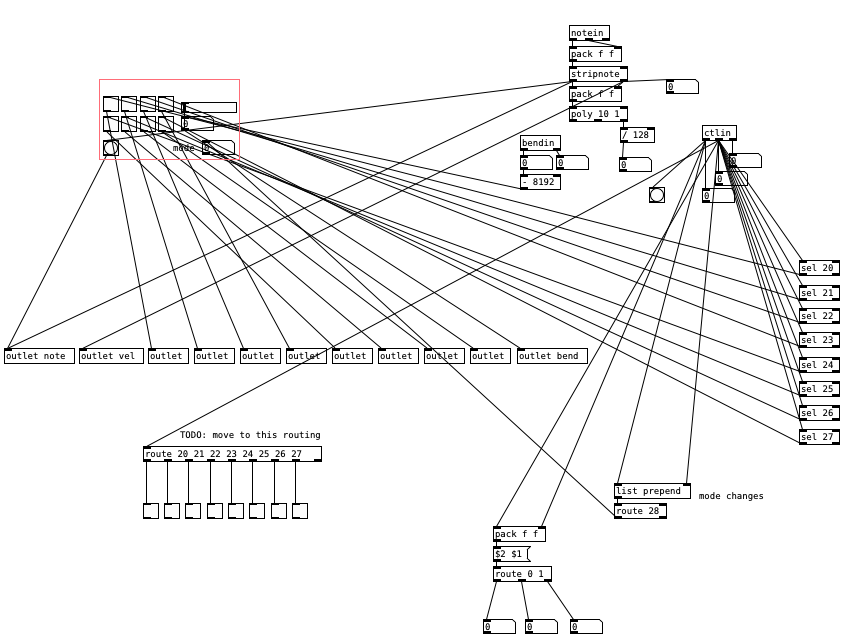 notein
pack f f
stripnote
0
pack f f
poly 10 1
/ 128
ctlin
bendin
0
0
0
0
- 8192
0
0
0
mode
0
sel 20
sel 21
sel 22
sel 23
sel 24
sel 25
sel 26
sel 27
outlet note
outlet vel
outlet
outlet
outlet
outlet
outlet
outlet
outlet
outlet
outlet bend
TODO: move to this routing
route 20 21 22 23 24 25 26 27
list prepend
mode changes
route 28
pack f f
$2 $1
route 0 1
0
0
0